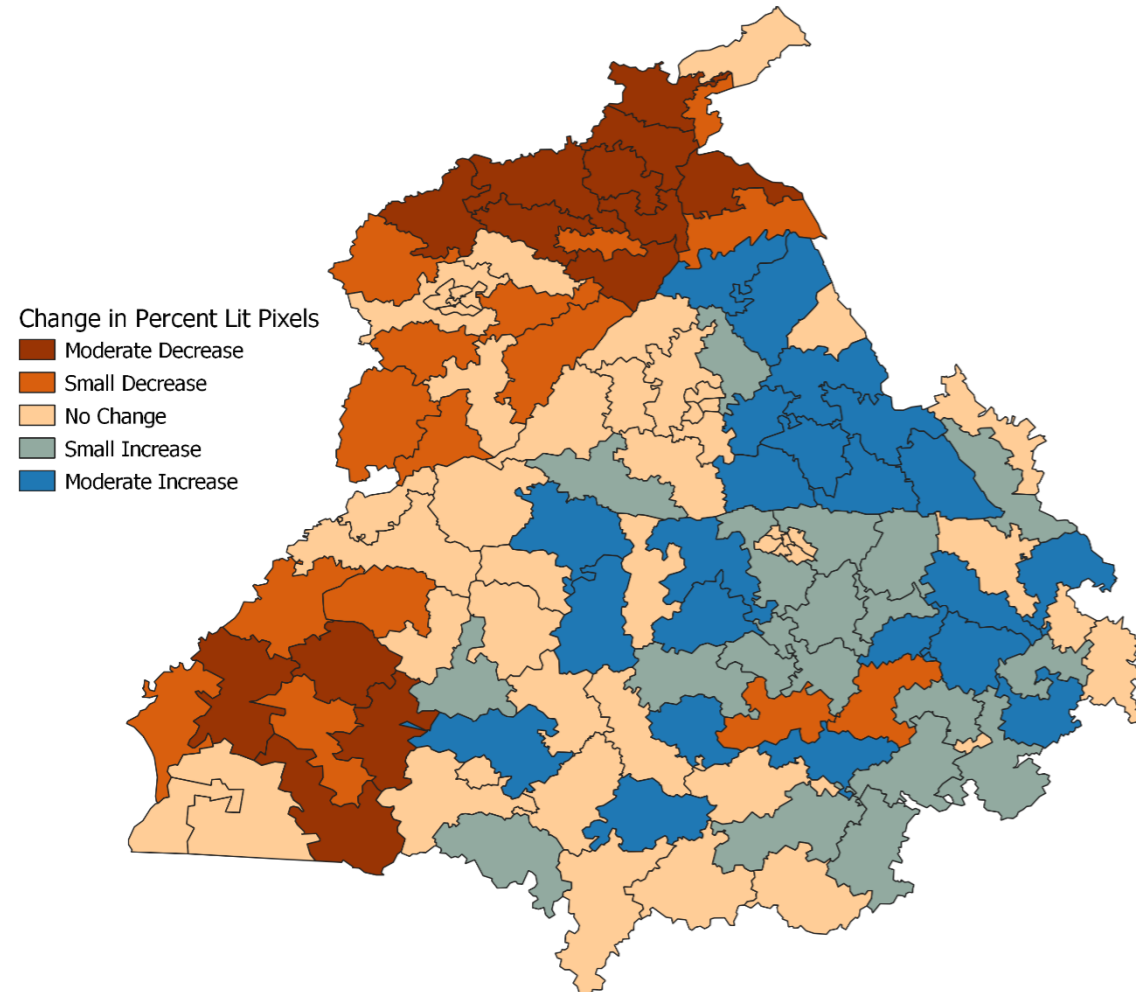 Change in Percent Lit Pixels
Moderate Decrease
Small Decrease
No Change
Small Increase
Moderate Increase